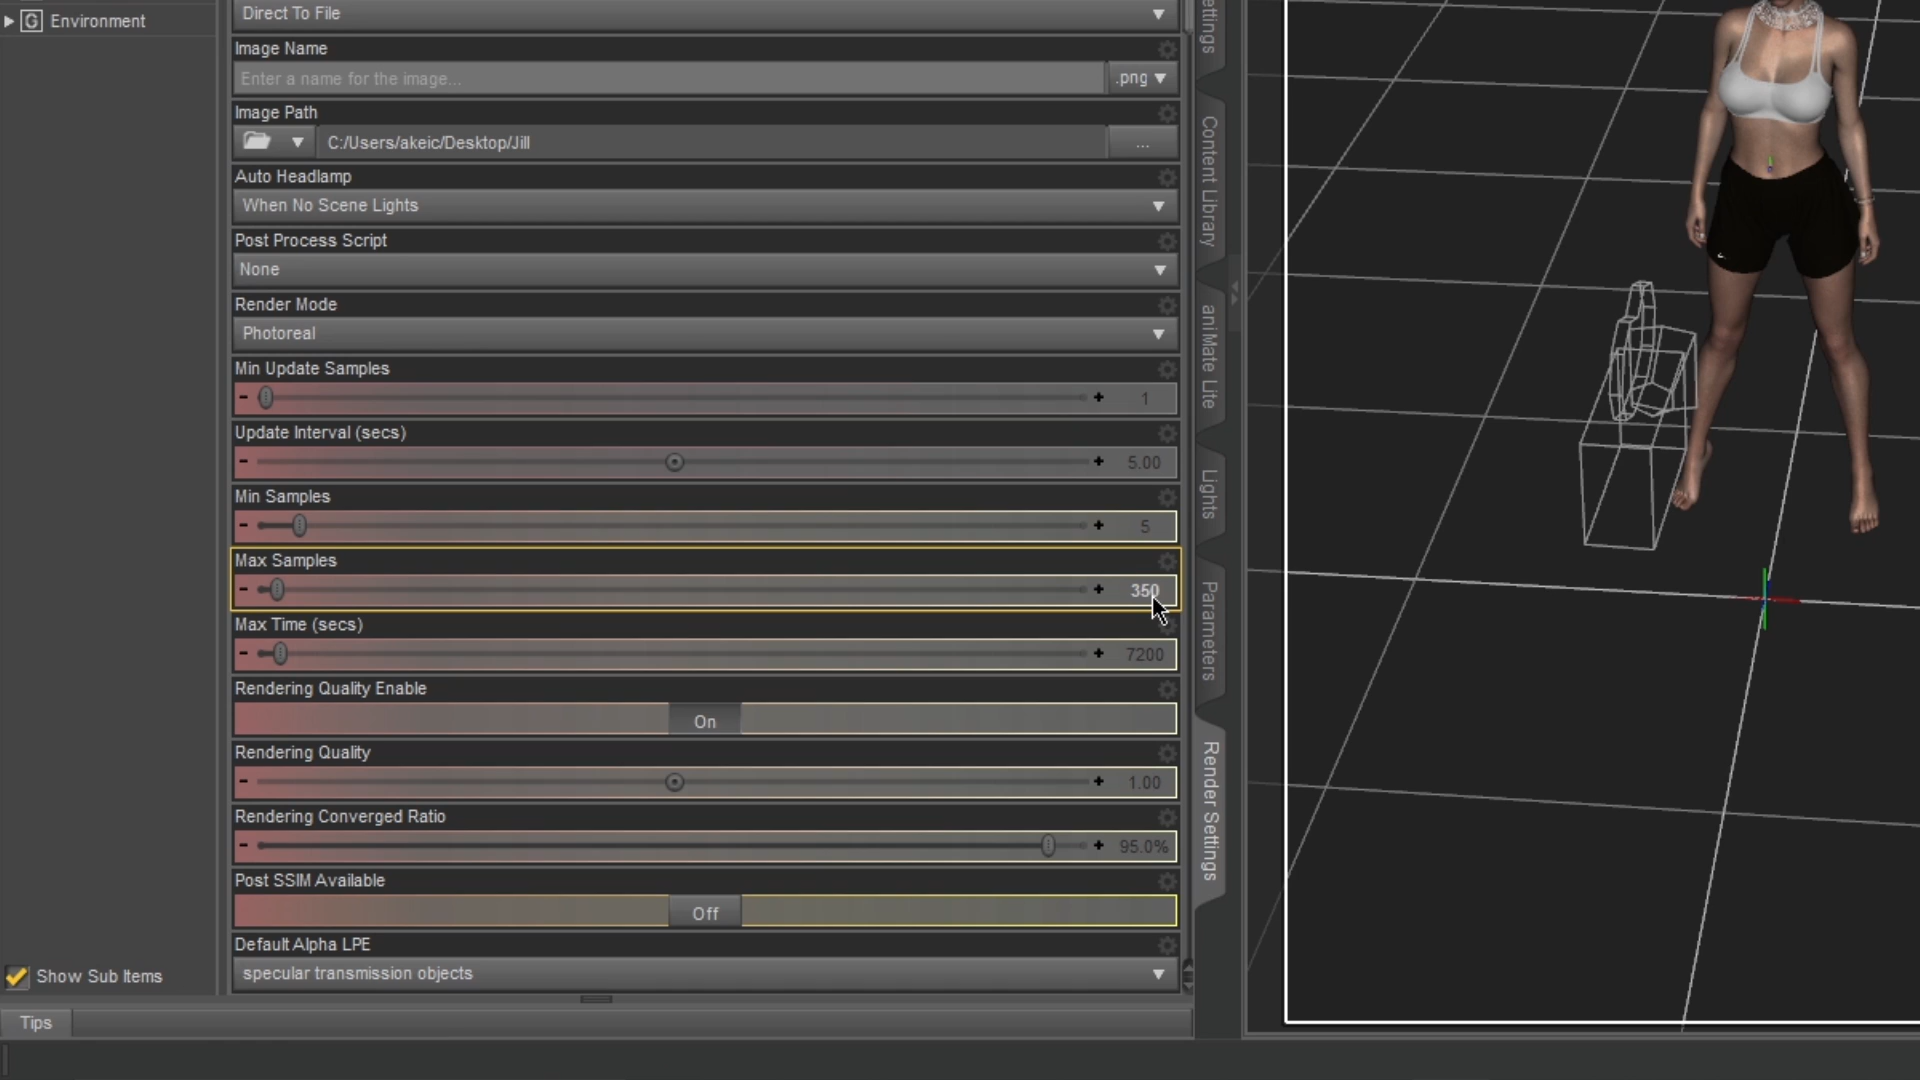 Environment
Direct To File
Image Name
Enter a name for the image...
.png
Image Path
C:/Users/akeic/Desktop/Jill
...
Auto Headlamp
When No Scene Lights
Post Process Script
None
Render Mode
Photoreal
Min Update Samples
- + 1
Update Interval (secs)
- + 5.00
Min Samples
- + 5
Max Samples
- + 350
Max Time (secs)
- + 7200
Rendering Quality Enable
On
Rendering Quality
- + 1.00
Rendering Converged Ratio
- + 95.0%
Post SSIM Available
Off
Default Alpha LPE
specular transmission objects
Show Sub Items
Tips
Content Library
aniMate Lite
Lights
Parameters
Render Settings